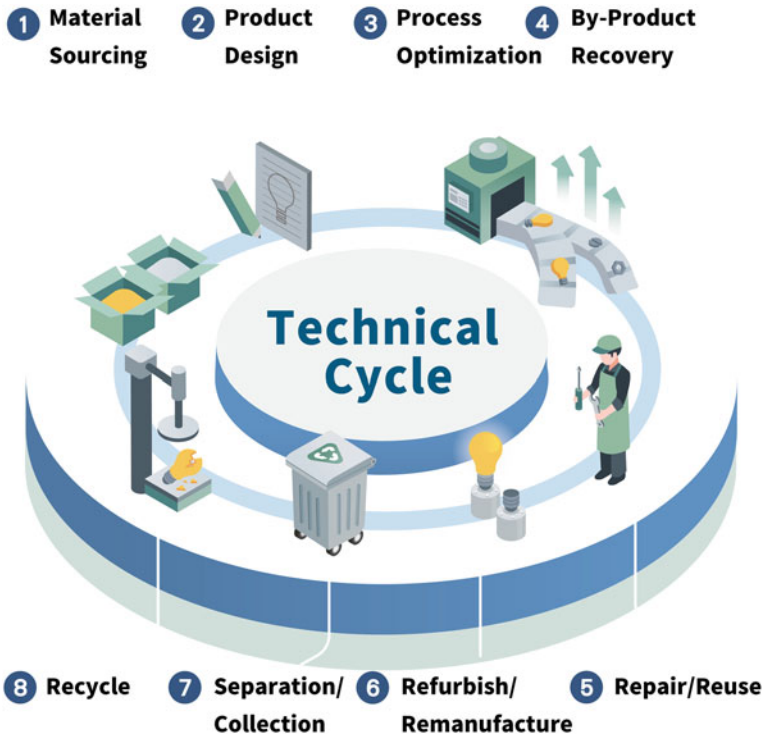 1 Material
Sourcing
2 Product
Design
3 Process
Optimization
4 By-Product
Recovery
Technical
Cycle
8 Recycle
7 Separation/
Collection
6 Refurbish/
Remanufacture
5 Repair/Reuse